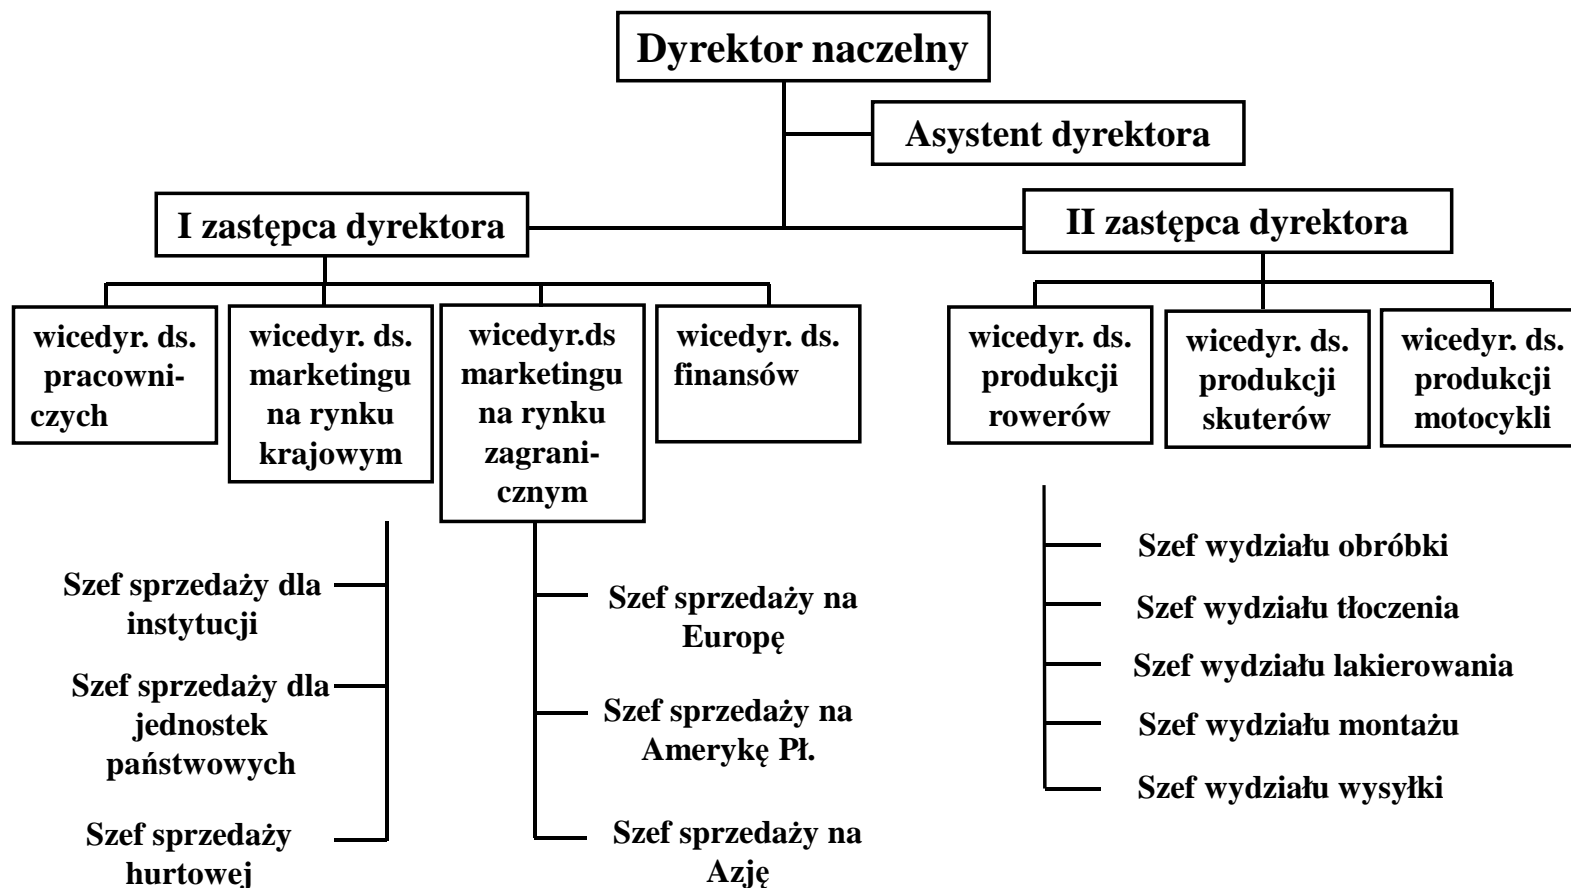 Dyrektor naczelny
Asystent dyrektora
I zastępca dyrektora
II zastępca dyrektora
wicedyr. ds.
pracowni-
czych
wicedyr. ds.
marketingu
na rynku
krajowym
wicedyr.ds
marketingu
na rynku
zagrani-
cznym
wicedyr. ds.
finansów
wicedyr. ds.
produkcji
rowerów
wicedyr. ds.
produkcji
skuterów
wicedyr. ds.
produkcji
motocykli
Szef sprzedaży dla
instytucji
Szef sprzedaży dla
jednostek
państwowych
Szef sprzedaży
hurtowej
Szef sprzedaży na
Europę
Szef sprzedaży na
Amerykę Pł.
Szef sprzedaży na
Azję
Szef wydziału obróbki
Szef wydziału tłoczenia
Szef wydziału lakierowania
Szef wydziału montażu
Szef wydziału wysyłki